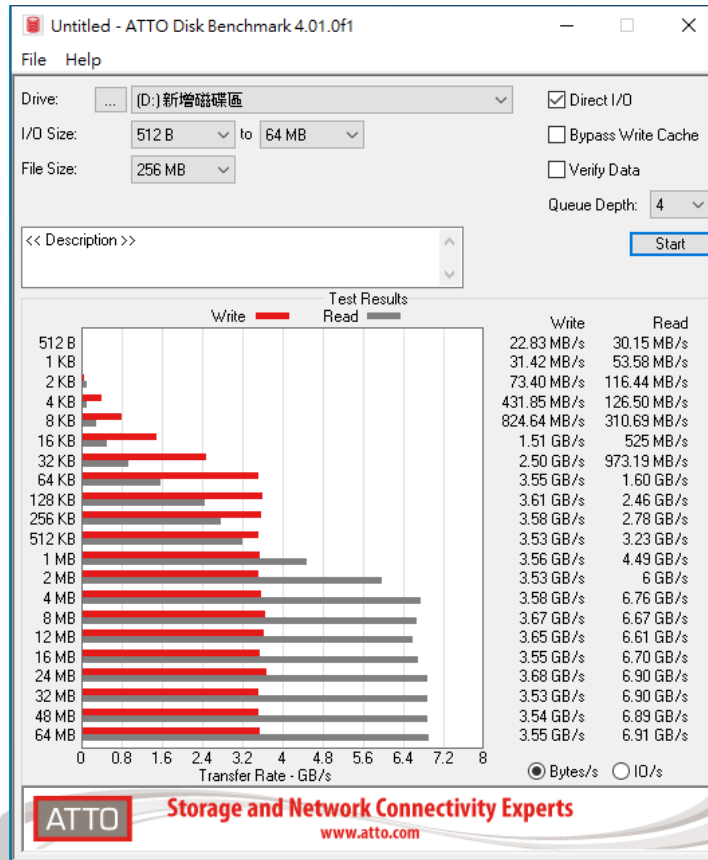 Untitled - ATTO Disk Benchmark 4.01.0f1
File Help
Drive: ... (D:)新增磁碟區
Direct I/O
I/O Size: 512 B to 64 MB
Bypass Write Cache
File Size: 256 MB
Verify Data
Queue Depth: 4
<< Description >>
Start
Test Results
Write Read
Write Read
512 B 22.83 MB/s 30.15 MB/s
1 KB 31.42 MB/s 53.58 MB/s
2 KB 73.40 MB/s 116.44 MB/s
4 KB 431.85 MB/s 126.50 MB/s
8 KB 824.64 MB/s 310.69 MB/s
16 KB 1.51 GB/s 525 MB/s
32 KB 2.50 GB/s 973.19 MB/s
64 KB 3.55 GB/s 1.60 GB/s
128 KB 3.61 GB/s 2.46 GB/s
256 KB 3.58 GB/s 2.78 GB/s
512 KB 3.53 GB/s 3.23 GB/s
1 MB 3.56 GB/s 4.49 GB/s
2 MB 3.53 GB/s 6 GB/s
4 MB 3.58 GB/s 6.76 GB/s
8 MB 3.67 GB/s 6.67 GB/s
12 MB 3.65 GB/s 6.61 GB/s
16 MB 3.55 GB/s 6.70 GB/s
24 MB 3.68 GB/s 6.90 GB/s
32 MB 3.53 GB/s 6.90 GB/s
48 MB 3.54 GB/s 6.89 GB/s
64 MB 3.55 GB/s 6.91 GB/s
0 0.8 1.6 2.4 3.2 4 4.8 5.6 6.4 7.2 8
Transfer Rate - GB/s
Bytes/s IO/s
ATTO
Storage and Network Connectivity Experts
www.atto.com